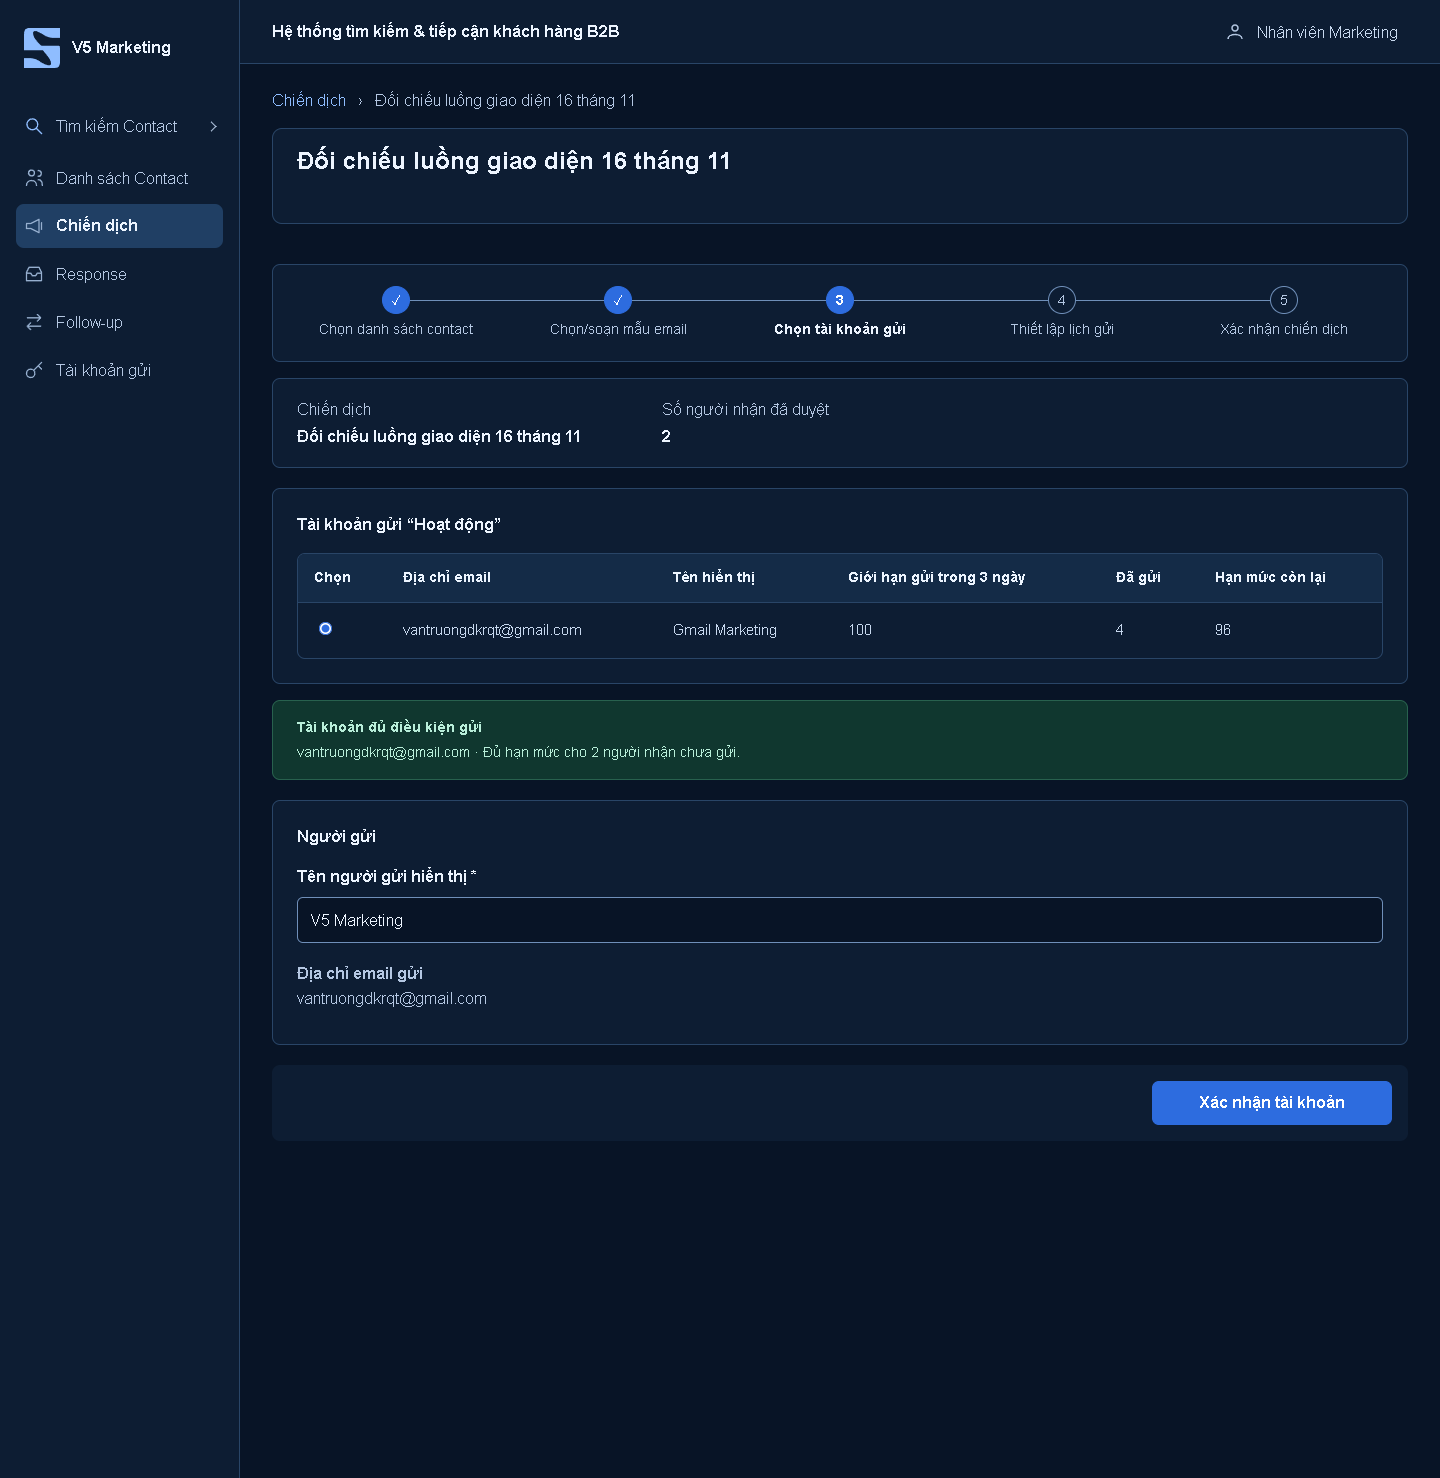 V5 Marketing
Tìm kiếm Contact
Danh sách Contact
Chiến dịch
Response
Follow-up
Tài khoản gửi
Hệ thống tìm kiếm & tiếp cận khách hàng B2B
Nhân viên Marketing
Chiến dịch › Đối chiếu luồng giao diện 16 tháng 11
Đối chiếu luồng giao diện 16 tháng 11
✓ ✓ 3 4 5
Chọn danh sách contact Chọn/soạn mẫu email Chọn tài khoản gửi Thiết lập lịch gửi Xác nhận chiến dịch
Chiến dịch Số người nhận đã duyệt
Đối chiếu luồng giao diện 16 tháng 11 2
Tài khoản gửi “Hoạt động”
Chọn Địa chỉ email Tên hiển thị Giới hạn gửi trong 3 ngày Đã gửi Hạn mức còn lại
vantruongdkrqt@gmail.com Gmail Marketing 100 4 96
Tài khoản đủ điều kiện gửi
vantruongdkrqt@gmail.com · Đủ hạn mức cho 2 người nhận chưa gửi.
Người gửi
Tên người gửi hiển thị *
V5 Marketing
Địa chỉ email gửi
vantruongdkrqt@gmail.com
Xác nhận tài khoản